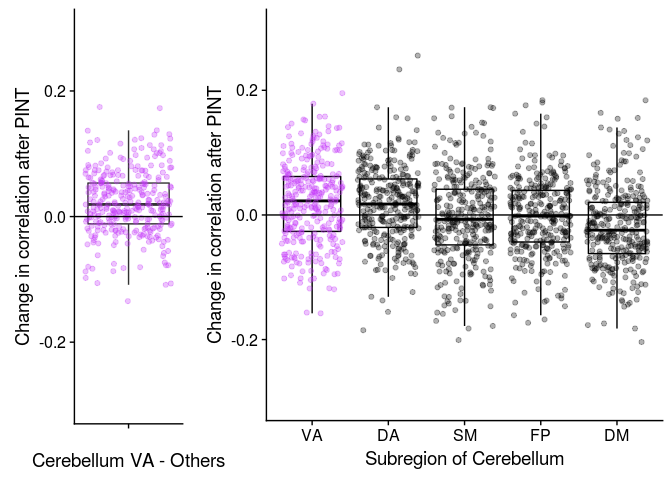 Change in correlation after PINT
0.2
0.0
-0.2
Cerebellum VA - Others
Change in correlation after PINT
0.2
0.0
-0.2
VA DA SM FP DM
Subregion of Cerebellum